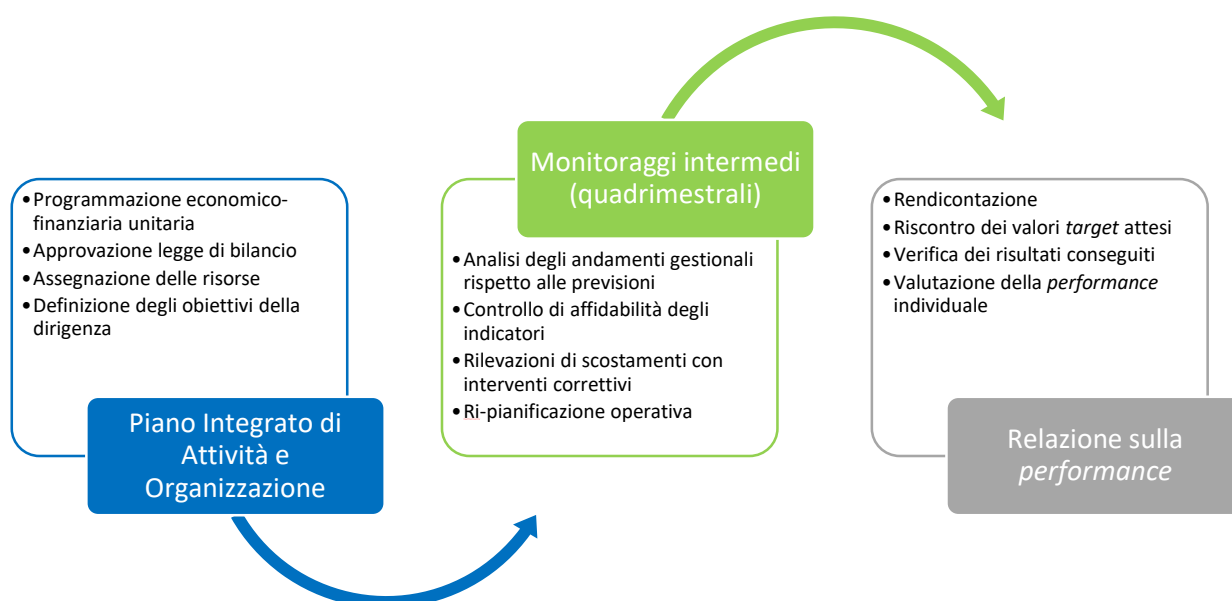 •Programmazione economico-
finanziaria unitaria
•Approvazione legge di bilancio
•Assegnazione delle risorse
•Definizione degli obiettivi della
dirigenza
Piano Integrato di
Attività e
Organizzazione
Monitoraggi intermedi
(quadrimestrali)
•Analisi degli andamenti gestionali
rispetto alle previsioni
•Controllo di affidabilità degli
indicatori
•Rilevazioni di scostamenti con
interventi correttivi
•Ri-pianificazione operativa
•Rendicontazione
•Riscontro dei valori target attesi
•Verifica dei risultati conseguiti
•Valutazione della performance
individuale
Relazione sulla
performance